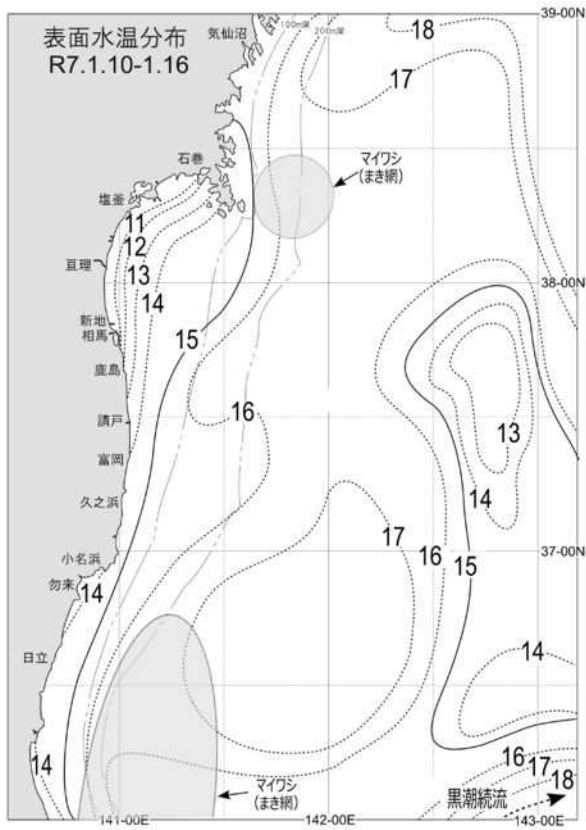 表面水温分布
R7.1.10-1.16
気仙沼
100m深
200m深
18
39-00N
17
石巻
マイワシ
(まき網)
塩釜
11
12
亘理
13
38-00N
14
新地
相馬
15
鹿島
16
請戸
13
富岡
14
久之浜
17
16
15
37-00N
小名浜
勿来
14
日立
14
14
16
17
マイワシ
(まき網)
黒潮続流
18
141-00E
142-00E
143-00E